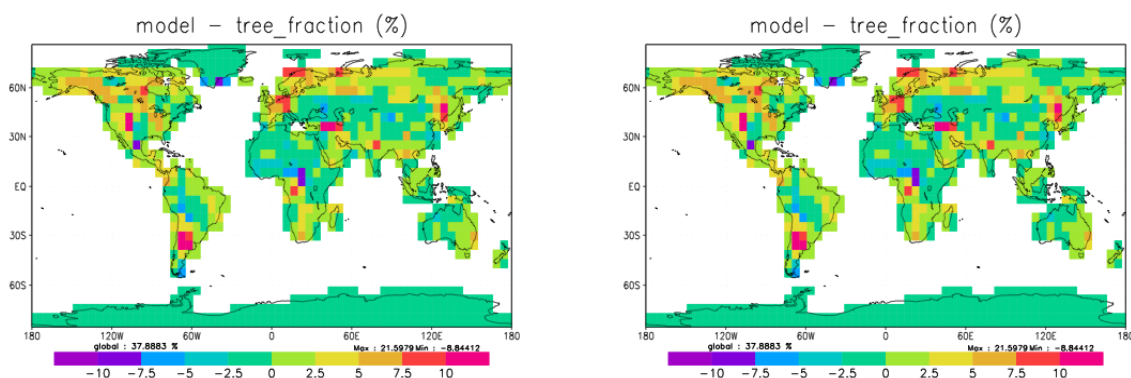 model - tree_fraction (%)
60N
30N
EQ
30S
60S
180 120W 60W 0 60E 120E 180
global : 37.8883 % Max : 21.5979 Min : -8.84412
-10 -7.5 -5 -2.5 0 2.5 5 7.5 10
model - tree_fraction (%)
60N
30N
EQ
30S
60S
180 120W 60W 0 60E 120E 180
global : 37.8883 % Max : 21.5979 Min : -8.84412
-10 -7.5 -5 -2.5 0 2.5 5 7.5 10